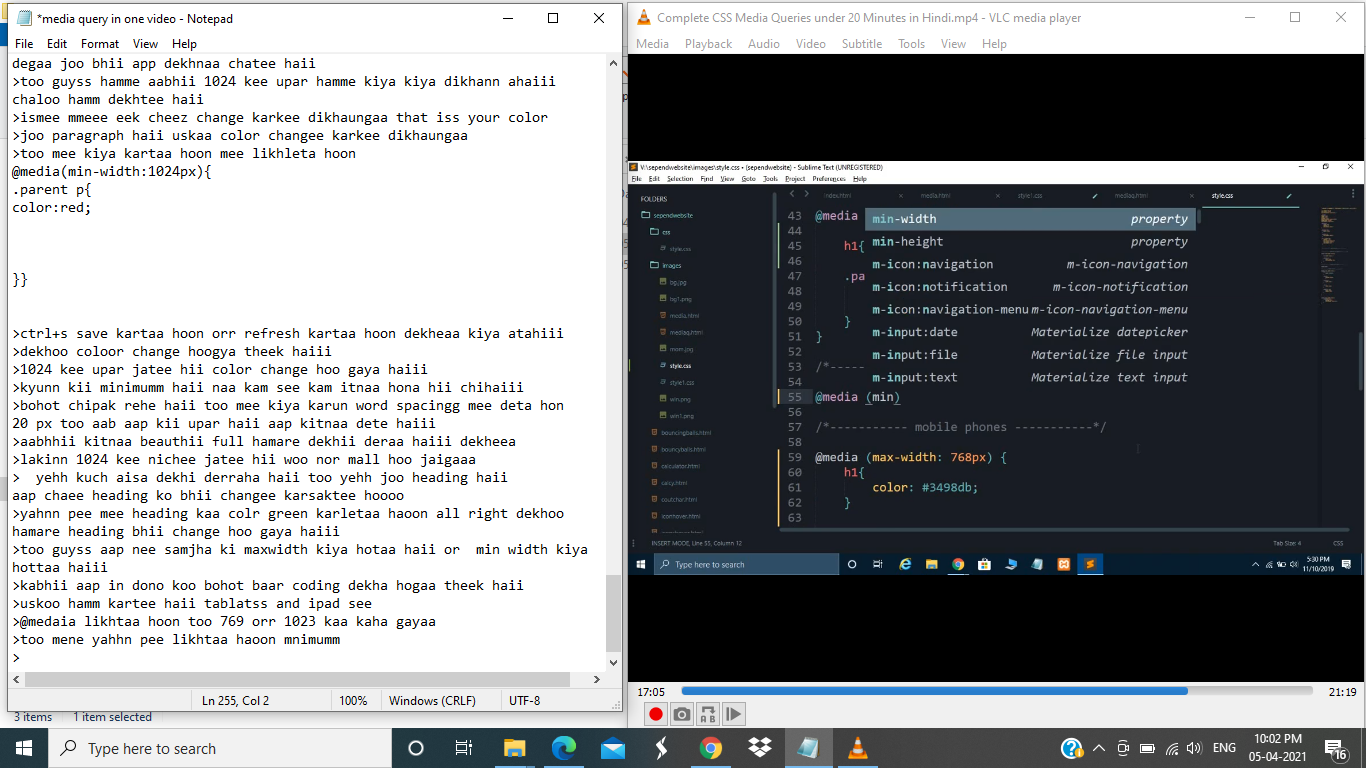 *media query in one video - Notepad
File Edit Format View Help
degaa joo bhii app dekhnaa chatee haii
>too guyss hamme aabhii 1024 kee upar hamme kiya kiya dikhann ahaiii
chaloo hamm dekhtee haii
>ismee mmeee eek cheez change karkee dikhaungaa that iss your color
>joo paragraph haii uskaa color changee karkee dikhaungaa
>too mee kiya kartaa hoon mee likhleta hoon
@media(min-width:1024px){
.parent p{
color:red;
}}
>ctrl+s save kartaa hoon orr refresh kartaa hoon dekheaa kiya atahiii
>dekhoo coloor change hoogya theek haiii
>1024 kee upar jatee hii color change hoo gaya haiii
>kyunn kii minimumm haii naa kam see kam itnaa hona hii chihaiii
>bohot chipak rehe haii too mee kiya karun word spacingg mee deta hon
20 px too aab aap kii upar haii aap kitnaa dete haiii
>aabhhii kitnaa beauthii full hamare dekhii deraa haiii dekheea
>lakinn 1024 kee nichee jatee hii woo nor mall hoo jaigaaa
>  yehh kuch aisa dekhi derraha haii too yehh joo heading haii
aap chaee heading ko bhii changee karsaktee hoooo
>yahnn pee mee heading kaa colr green karletaa haoon all right dekhoo
hamare heading bhii change hoo gaya haiii
>too guyss aap nee samjha ki maxwidth kiya hotaa haii or  min width kiya
hottaa haiii
>kabhii aap in dono koo bohot baar coding dekha hogaa theek haii
>uskoo hamm kartee haii tablatss and ipad see
>@medaia likhtaa hoon too 769 orr 1023 kaa kaha gayaa
>too mene yahhn pee likhtaa haoon mnimumm
>
Ln 255, Col 2 100% Windows (CRLF) UTF-8
3 items 1 item selected
Complete CSS Media Queries under 20 Minutes in Hindi.mp4 - VLC media player
Media Playback Audio Video Subtitle Tools View Help
V:\sependwebsite\images\style.css • (sependwebsite) - Sublime Text (UNREGISTERED)
File Edit Selection Find View Goto Tools Project Preferences Help
index.html media.html style1.css mediaq.html style.css
FOLDERS
sependwebsite
css
style.css
images
bg.jpg
bg1.png
media.html
mediaq.html
mom.jpg
style.css
style1.css
win.png
win1.png
bouncingballs.html
bouncyballs.html
calculator.html
calcy.html
coutchar.html
iconhover.html
43 @media
44
45 h1{
46
47 .pa
48
49
50 }
51 }
52
53 /*-----
54
55 @media (min)
56
57 /*----------- mobile phones -----------*/
58
59 @media (max-width: 768px) {
60 h1{
61 color: #3498db;
62 }
63
min-width property
min-height property
m-icon:navigation m-icon-navigation
m-icon:notification m-icon-notification
m-icon:navigation-menu m-icon-navigation-menu
m-input:date Materialize datepicker
m-input:file Materialize file input
m-input:text Materialize text input
INSERT MODE, Line 55, Column 12 Tab Size: 4 CSS
Type here to search
5:30 PM
11/10/2019
17:05 21:19
Type here to search
ENG
10:02 PM
05-04-2021
16